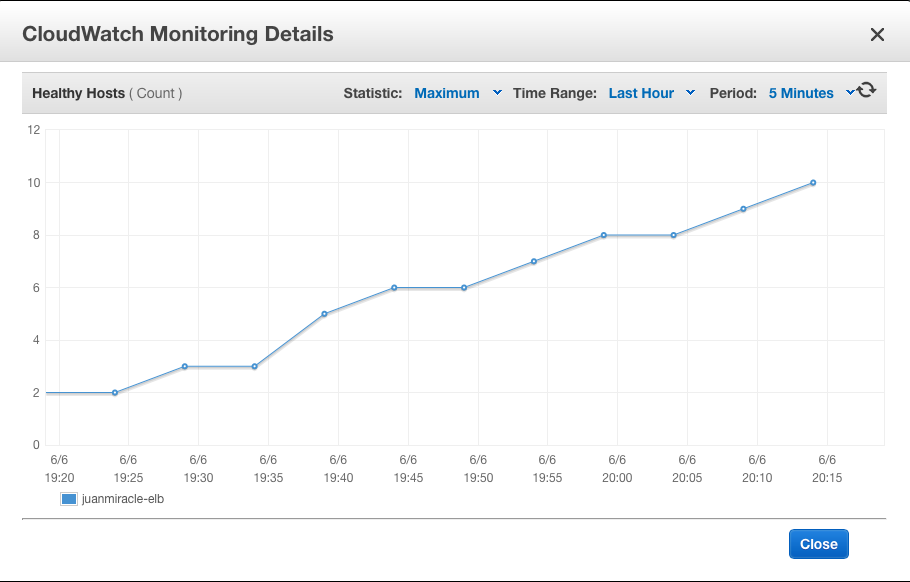 CloudWatch Monitoring Details
Healthy Hosts ( Count ) Statistic: Maximum Time Range: Last Hour Period: 5 Minutes
12
10
8
6
4
2
0
6/6 6/6 6/6 6/6 6/6 6/6 6/6 6/6 6/6 6/6 6/6 6/6
19:20 19:25 19:30 19:35 19:40 19:45 19:50 19:55 20:00 20:05 20:10 20:15
juanmiracle-elb
Close